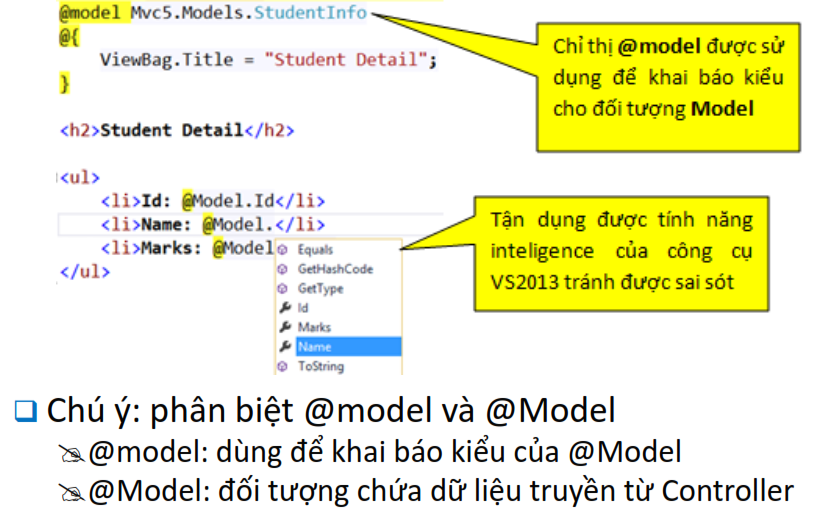 @model Mvc5.Models.StudentInfo
@{
ViewBag.Title = "Student Detail";
}
Chỉ thị @model được sử
dụng để khai báo kiểu
cho đối tượng Model
<h2>Student Detail</h2>
<ul>
<li>Id: @Model.Id</li>
<li>Name: @Model.</li>
<li>Marks: @Model
</ul>
Equals
GetHashCode
GetType
Id
Marks
Name
ToString
Tận dụng được tính năng
inteligence của công cụ
VS2013 tránh được sai sót
Chú ý: phân biệt @model và @Model
@model: dùng để khai báo kiểu của @Model
@Model: đối tượng chứa dữ liệu truyền từ Controller